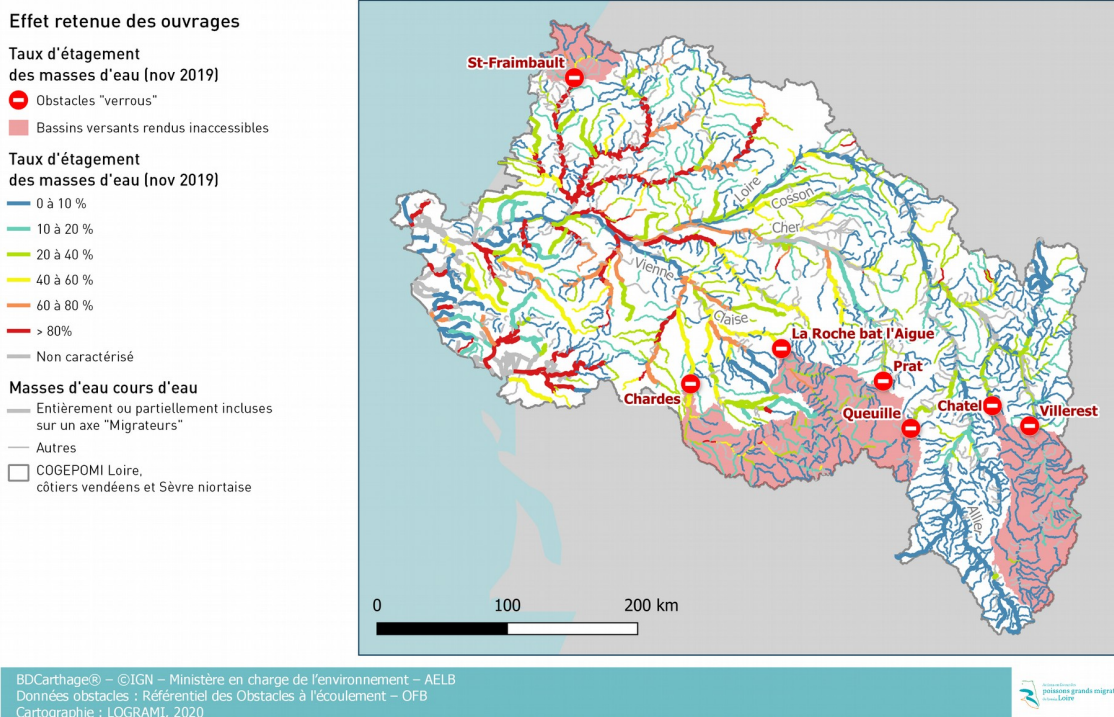 Effet retenue des ouvrages
Taux d'étagement
des masses d'eau (nov 2019)
Obstacles "verrous"
Bassins versants rendus inaccessibles
Taux d'étagement
des masses d'eau (nov 2019)
0 à 10 %
10 à 20 %
20 à 40 %
40 à 60 %
60 à 80 %
> 80%
Non caractérisé
Masses d'eau cours d'eau
Entièrement ou partiellement incluses
sur un axe "Migrateurs"
Autres
COGEPOMI Loire,
côtiers vendéens et Sèvre niortaise
St-Fraimbault
Loire
Cosson
Cher
Vienne
Claise
La Roche bat l'Aigue
Prat
Chardes
Queuille
Chatel
Villerest
Allier
0 100 200 km
BDCarthage® – ©IGN – Ministère en charge de l'environnement – AELB
Données obstacles : Référentiel des Obstacles à l'écoulement – OFB
Cartographie : LOGRAMI, 2020
poissons grands migrat
Loire